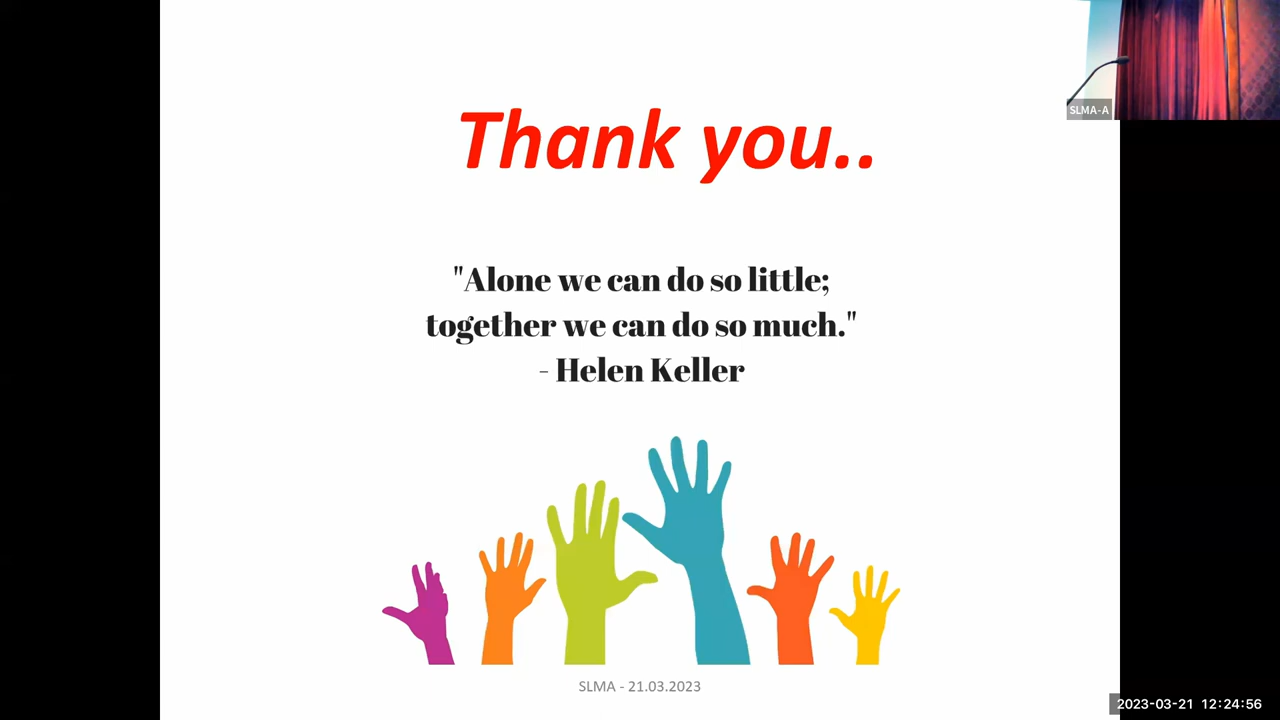 Thank you..
"Alone we can do so little;
together we can do so much."
- Helen Keller
SLMA - 21.03.2023
SLMA-A
2023-03-21 12:24:56